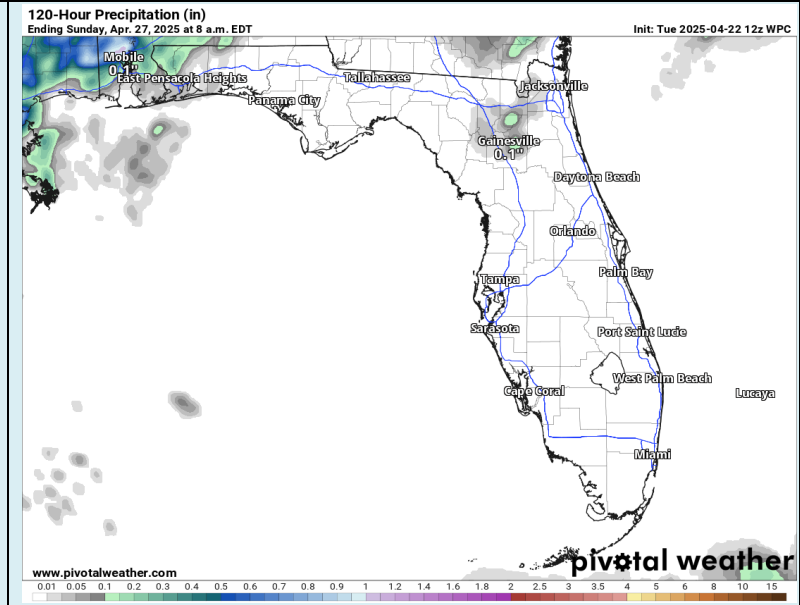 120-Hour Precipitation (in)
Ending Sunday, Apr. 27, 2025 at 8 a.m. EDT
Init: Tue 2025-04-22 12z WPC
Mobile
0.1"
East Pensacola Heights
Tallahassee
Panama City
Jacksonville
Gainesville
0.1"
Daytona Beach
Orlando
Palm Bay
Tampa
Sarasota
Port Saint Lucie
West Palm Beach
Cape Coral
Lucaya
Miami
www.pivotalweather.com
pivotal weather
0.01 0.05 0.1 0.2 0.3 0.4 0.5 0.6 0.7 0.8 0.9 1 1.2 1.4 1.6 1.8 2 2.5 3 3.5 4 5 6 8 10 15